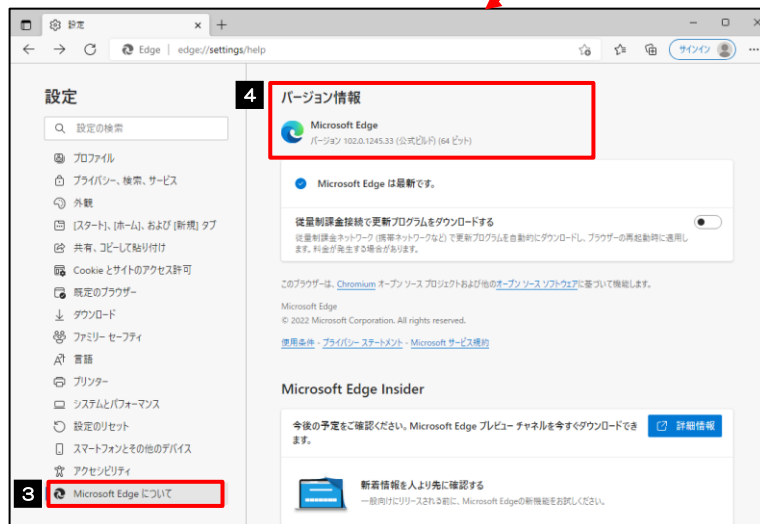 設定
Edge | edge://settings/help
サインイン
設定
設定の検索
プロファイル
プライバシー、検索、サービス
外観
[スタート]、[ホーム]、および [新規] タブ
共有、コピーして貼り付け
Cookie とサイトのアクセス許可
既定のブラウザー
ダウンロード
ファミリー セーフティ
言語
プリンター
システムとパフォーマンス
設定のリセット
スマートフォンとその他のデバイス
アクセシビリティ
3
Microsoft Edge について
4
バージョン情報
Microsoft Edge
バージョン 102.0.1245.33 (公式ビルド) (64 ビット)
Microsoft Edge は最新です。
従量制課金接続で更新プログラムをダウンロードする
従量制課金ネットワーク (携帯ネットワークなど) で更新プログラムを自動的にダウンロードし、ブラウザーの再起動時に適用し
ます。料金が発生する場合があります。
このブラウザーは、Chromium オープン ソース プロジェクトおよび他のオープン ソース ソフトウェアに基づいて機能します。
Microsoft Edge
© 2022 Microsoft Corporation. All rights reserved.
使用条件 - プライバシー ステートメント - Microsoft サービス規約
Microsoft Edge Insider
今後の予定をご確認ください。Microsoft Edge プレビュー チャネルを今すぐダウンロードでき
ます。
詳細情報
新着情報を人より先に確認する
一般向けにリリースされる前に、Microsoft Edgeの新機能をお試しください。